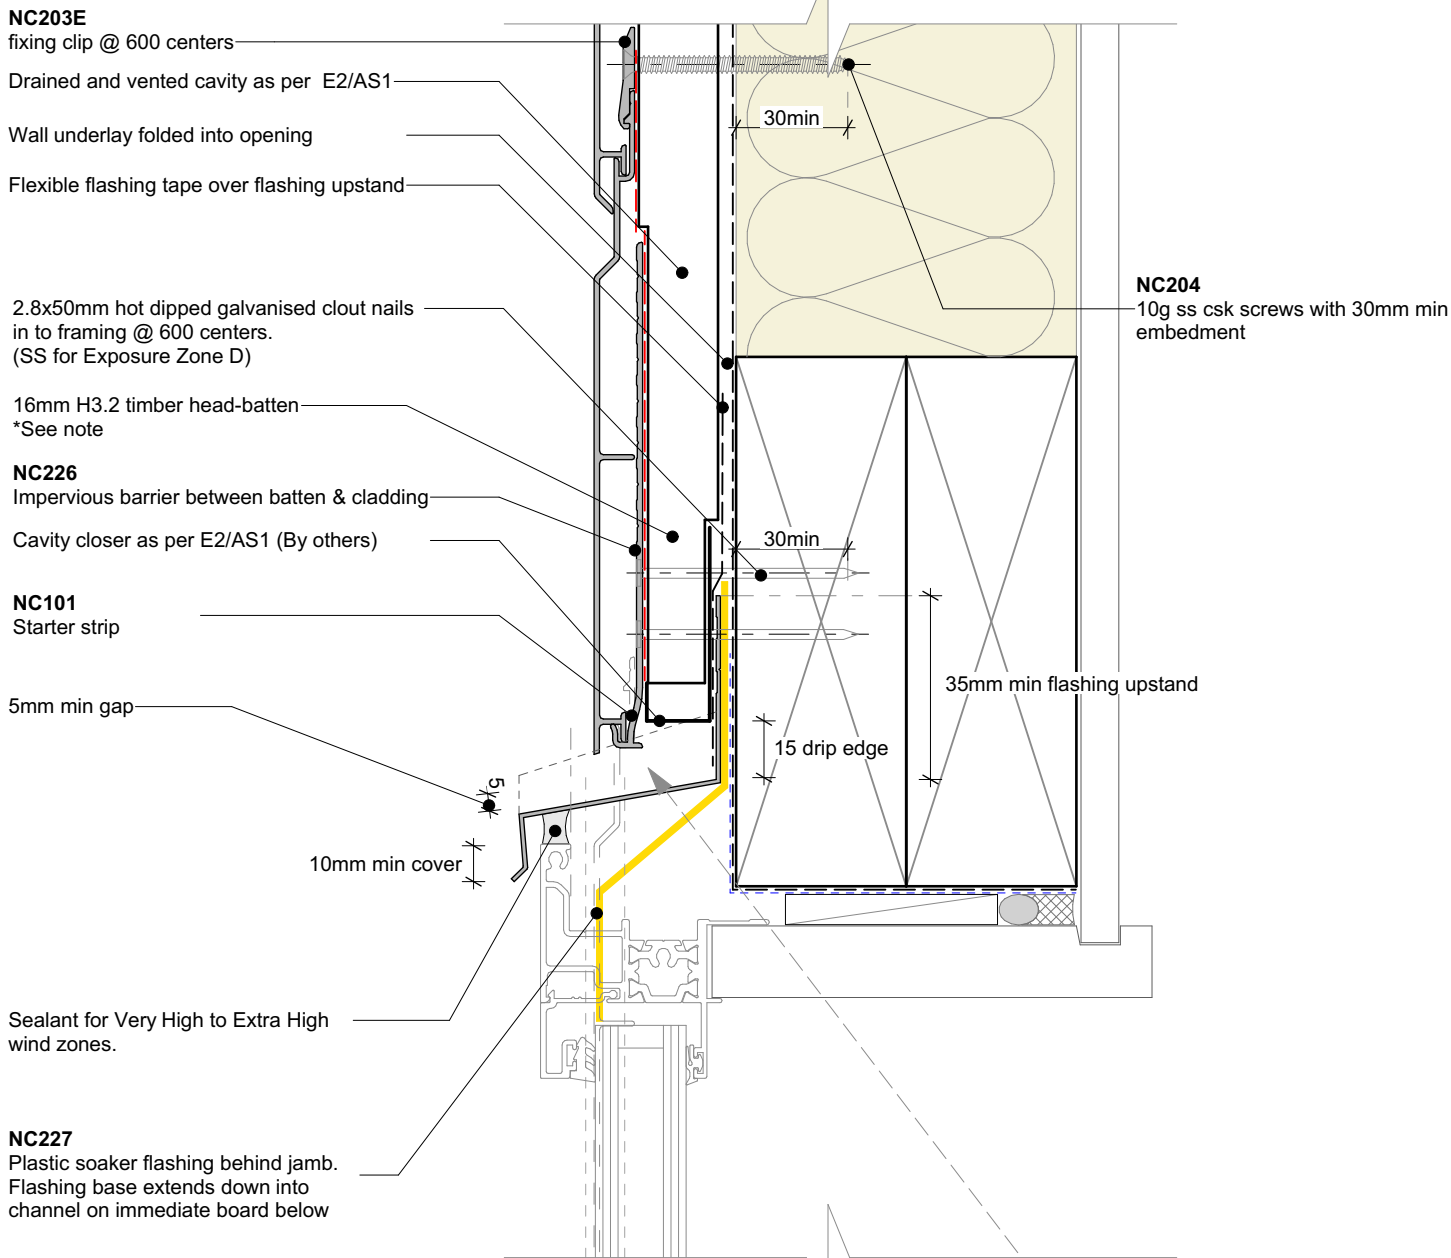 NC203E
fixing clip @ 600 centers
Drained and vented cavity as per E2/AS1
Wall underlay folded into opening
Flexible flashing tape over flashing upstand
2.8x50mm hot dipped galvanised clout nails
in to framing @ 600 centers.
(SS for Exposure Zone D)
16mm H3.2 timber head-batten
*See note
NC226
Impervious barrier between batten & cladding
Cavity closer as per E2/AS1 (By others)
NC101
Starter strip
5mm min gap
5
10mm min cover
Sealant for Very High to Extra High
wind zones.
NC227
Plastic soaker flashing behind jamb.
Flashing base extends down into
channel on immediate board below
30min
NC204
10g ss csk screws with 30mm min
embedment
30min
35mm min flashing upstand
15 drip edge